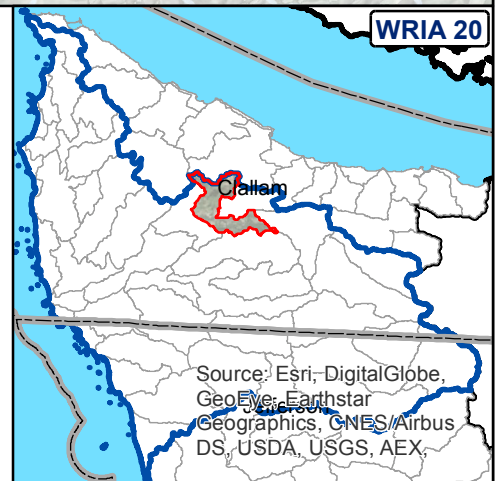 WRIA 20
Clallam
Source: Esri, DigitalGlobe,
GeoEye, Earthstar
Geographics, CNES/Airbus
DS, USDA, USGS, AEX,